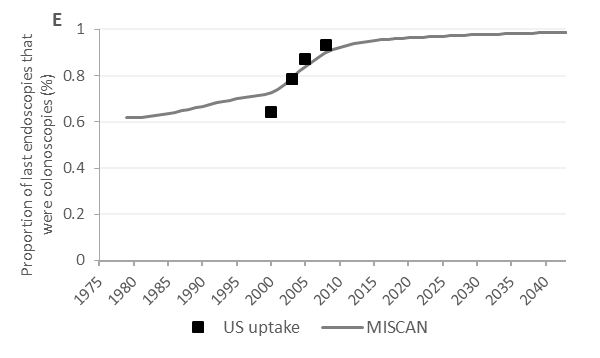 E
Proportion of last endoscopies that
were colonoscopies (%)
1
0.8
0.6
0.4
0.2
0
1975 1980 1985 1990 1995 2000 2005 2010 2015 2020 2025 2030 2035 2040
US uptake MISCAN